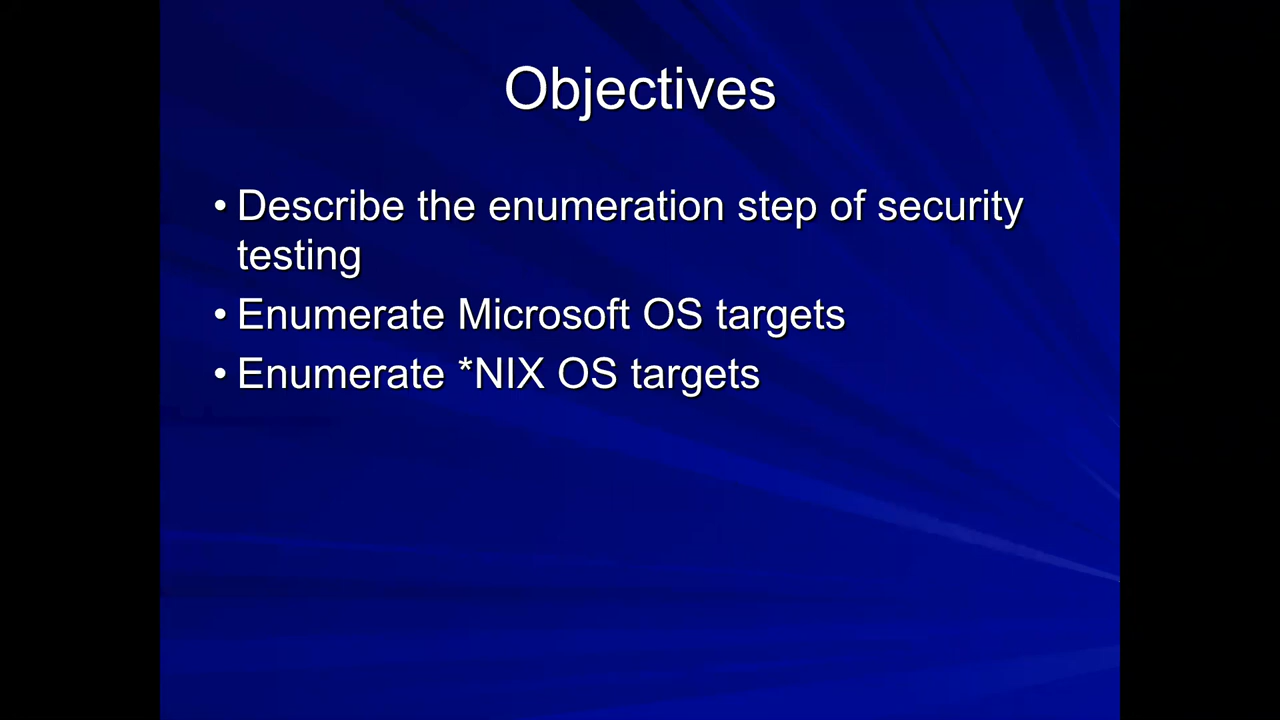 Objectives
• Describe the enumeration step of security
testing
• Enumerate Microsoft OS targets
• Enumerate *NIX OS targets